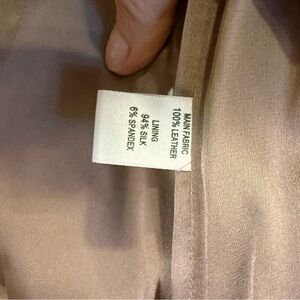 MAIN FABRIC
100% LEATHER
LINING
94% SILK
6% SPANDEX